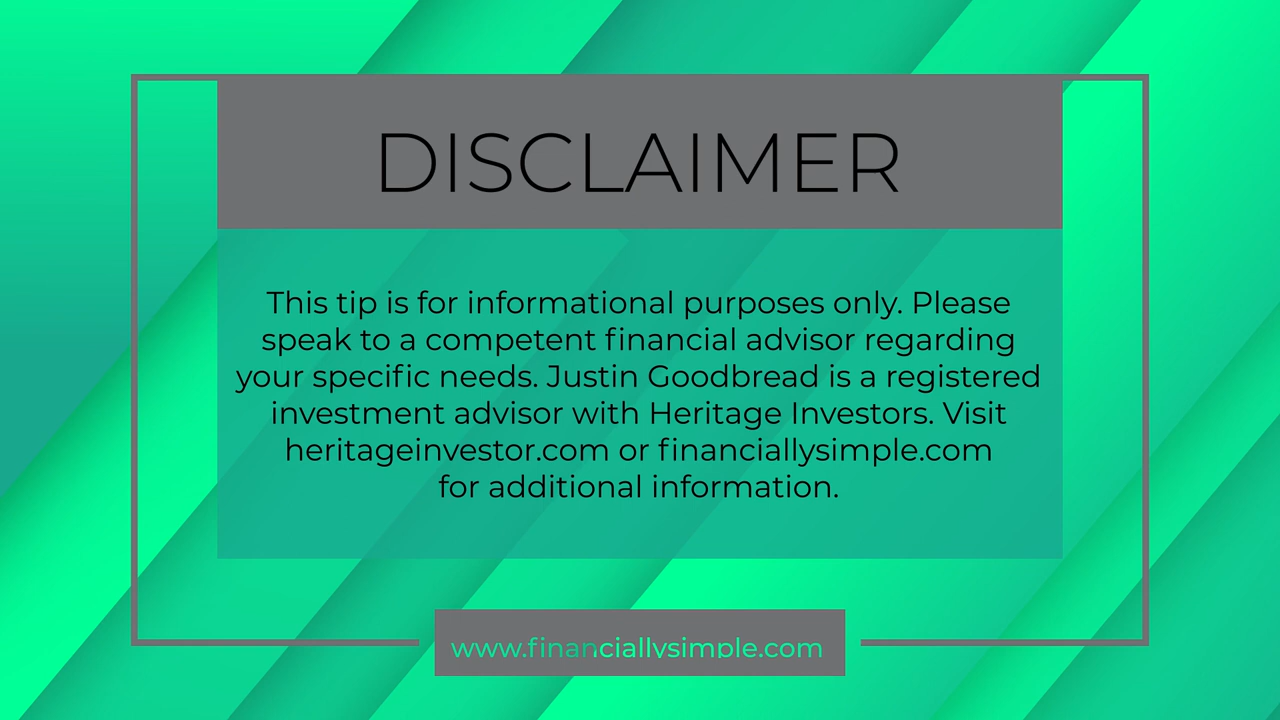 DISCLAIMER
This tip is for informational purposes only. Please
speak to a competent financial advisor regarding
your specific needs. Justin Goodbread is a registered
investment advisor with Heritage Investors. Visit
heritageinvestor.com or financiallysimple.com
for additional information.
www.financiallysimple.com